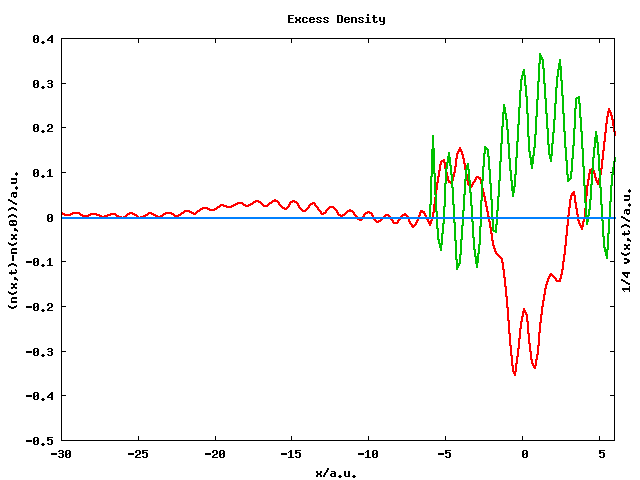 Excess Density
0.4
0.3
0.2
0.1
0
-0.1
-0.2
-0.3
-0.4
-0.5
(n(x,t)-n(x,0))/a.u.
1/4 v(x,t)/a.u.
-30 -25 -20 -15 -10 -5 0 5
x/a.u.